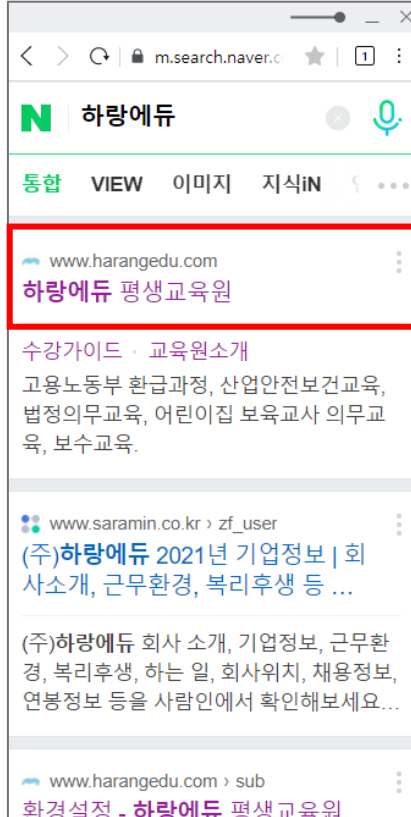 m.search.naver.c
1
N 하랑에듀
통합 VIEW 이미지 지식iN
www.harangedu.com
하랑에듀 평생교육원
수강가이드 · 교육원소개
고용노동부 환급과정, 산업안전보건교육,
법정의무교육, 어린이집 보육교사 의무교
육, 보수교육.
www.saramin.co.kr › zf_user
(주)하랑에듀 2021년 기업정보 | 회
사소개, 근무환경, 복리후생 등 ...
(주)하랑에듀 회사 소개, 기업정보, 근무환
경, 복리후생, 하는 일, 회사위치, 채용정보,
연봉정보 등을 사람인에서 확인해보세요...
www.harangedu.com › sub
환경설정 - 하랑에듀 평생교육원